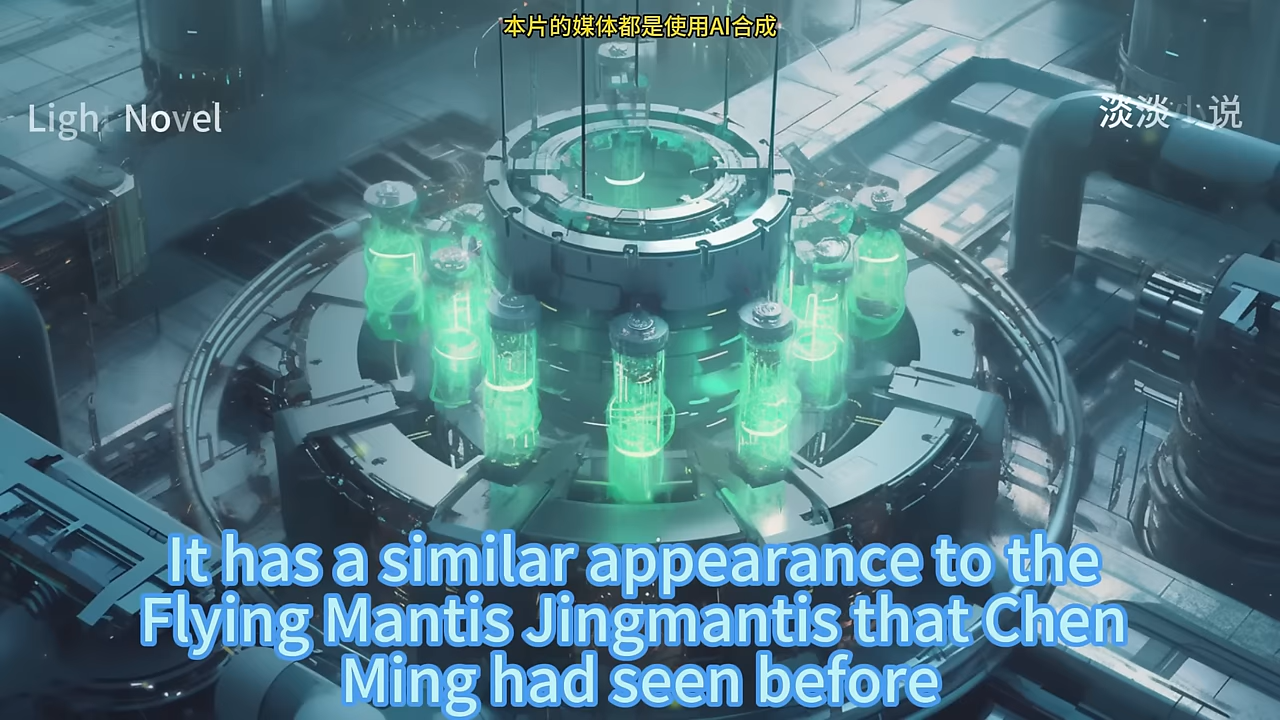 本片的媒体都是使用AI合成
Light Novel
淡淡小说
It has a similar appearance to the
Flying Mantis Jingmantis that Chen
Ming had seen before